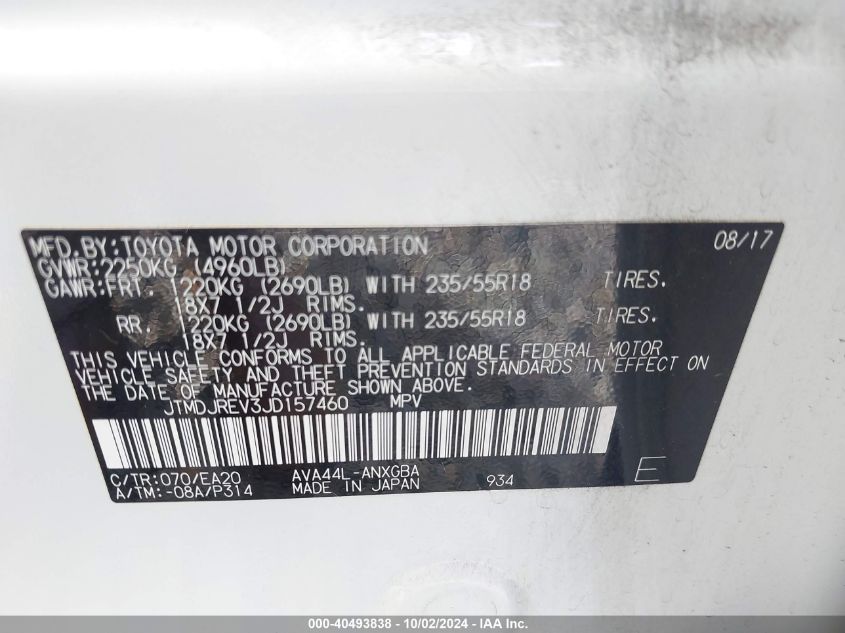 MFD.BY:TOYOTA MOTOR CORPORATION 08/17
GVWR:2250KG (4960LB)
GAWR:FRT. 1220KG (2690LB) WITH 235/55R18 TIRES.
18X7 1/2J RIMS.
RR. 1220KG (2690LB) WITH 235/55R18 TIRES.
18X7 1/2J RIMS.
THIS VEHICLE CONFORMS TO ALL APPLICABLE FEDERAL MOTOR
VEHICLE SAFETY AND THEFT PREVENTION STANDARDS IN EFFECT ON
THE DATE OF MANUFACTURE SHOWN ABOVE.
JTMDJREV3JD157460 MPV
C/TR:070/EA20 AVA44L-ANXGBA
A/TM:-08A/P314 MADE IN JAPAN 934 E
000-40493838 - 10/02/2024 - IAAI Inc.